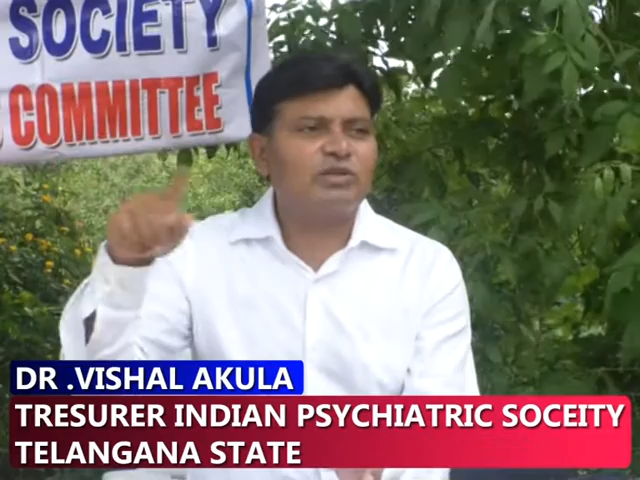 SOCIETY
COMMITTEE
DR .VISHAL AKULA
TRESURER INDIAN PSYCHIATRIC SOCEITY
TELANGANA STATE